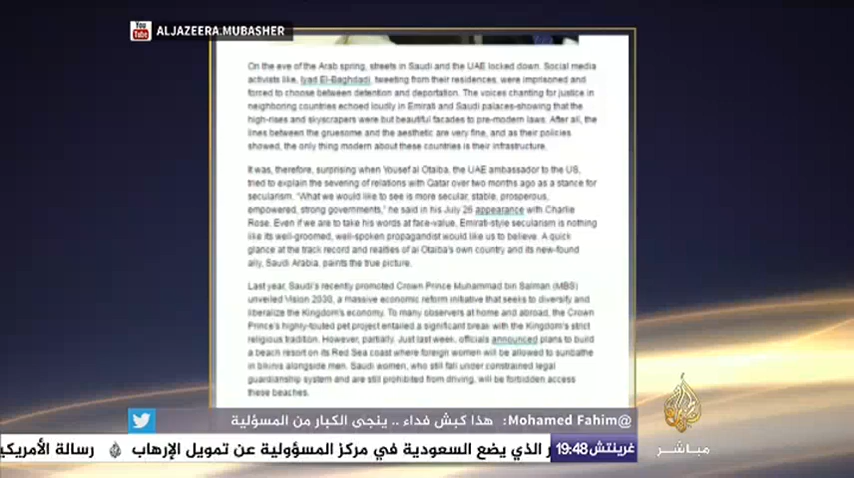 You Tube ALJAZEERA.MUBASHER
On the eve of the Arab spring, streets in Saudi and the UAE locked down. Social media
activists like, Iyad El-Baghdadi, tweeting from their residences, were imprisoned and
forced to choose between detention and deportation. The voices chanting for justice in
neighboring countries echoed loudly in Emirati and Saudi palaces-showing that the
high-rises and skyscrapers were but beautiful facades to pre-modern laws. After all, the
lines between the gruesome and the aesthetic are very fine, and as their policies
showed, the only thing modern about these countries is their infrastructure.
It was, therefore, surprising when Yousef al Otaiba, the UAE ambassador to the US,
tried to explain the severing of relations with Qatar over two months ago as a stance for
secularism. "What we would like to see is more secular, stable, prosperous,
empowered, strong governments," he said in his July 26 appearance with Charlie
Rose. Even if we are to take his words at face-value, Emirati-style secularism is nothing
like its well-groomed, well-spoken propagandist would like us to believe. A quick
glance at the track record and realties of al Otaiba's own country and its new-found
ally, Saudi Arabia, paints the true picture.
Last year, Saudi's recently promoted Crown Prince Muhammad bin Salman (MBS)
unveiled Vision 2030, a massive economic reform initiative that seeks to diversify and
liberalize the Kingdom's economy. To many observers at home and abroad, the Crown
Prince's highly-touted pet project entailed a significant break with the Kingdom's strict
religious tradition. However, partially. Just last week, officials announced plans to build
a beach resort on its Red Sea coast where foreign women will be allowed to sunbathe
in bikinis alongside men. Saudi women, who still fall under constrained legal
guardianship system and are still prohibited from driving, will be forbidden access
these beaches.
@Mohamed Fahim: هذا كبش فداء .. ينجى الكبار من المسؤلية
مباشر
غرينتش 19:48
ر الذي يضع السعودية في مركز المسؤولية عن تمويل الإرهاب رسالة الأمريكي